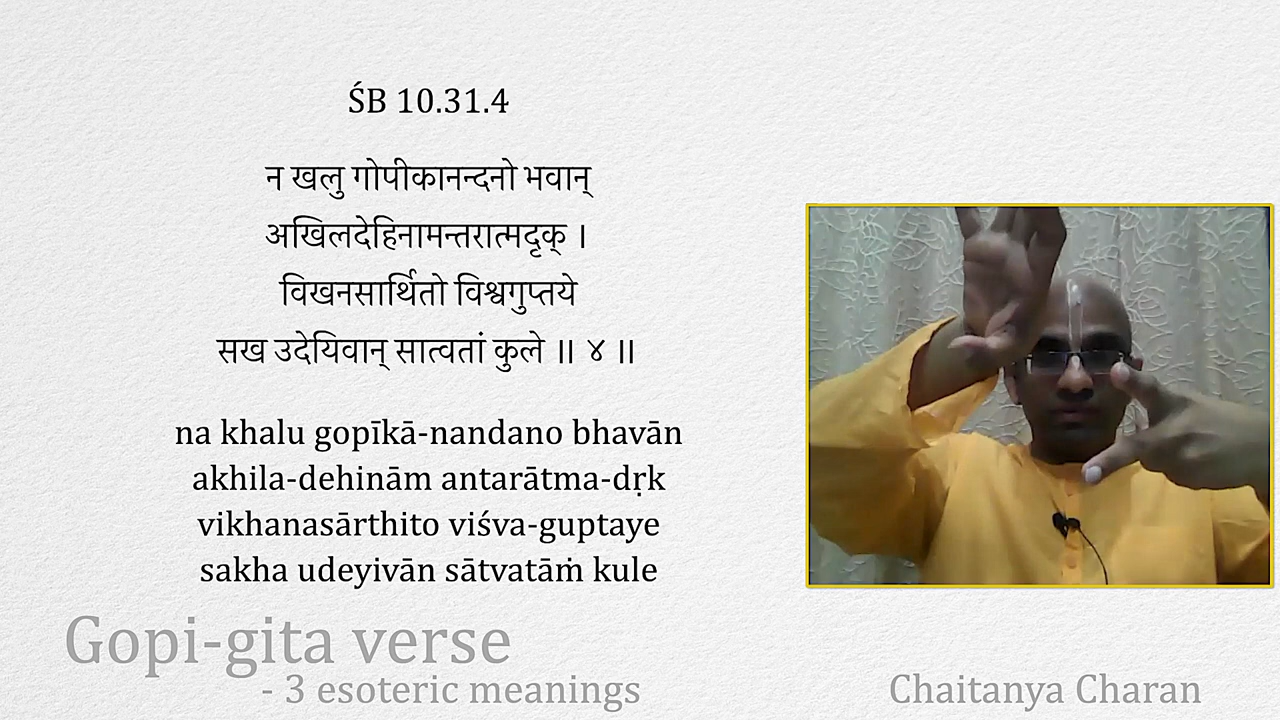 ŚB 10.31.4
न खलु गोपीकानन्दनो भवान्
अखिलदेहिनामन्तरात्मदृक् ।
विखनसार्थितो विश्वगुप्तये
सख उदेयिवान् सात्वतां कुले ॥ ४ ॥
na khalu gopīkā-nandano bhavān
akhila-dehinām antarātma-dṛk
vikhanasārthito viśva-guptaye
sakha udeyivān sātvatāṁ kule
Gopi-gita verse
- 3 esoteric meanings
Chaitanya Charan